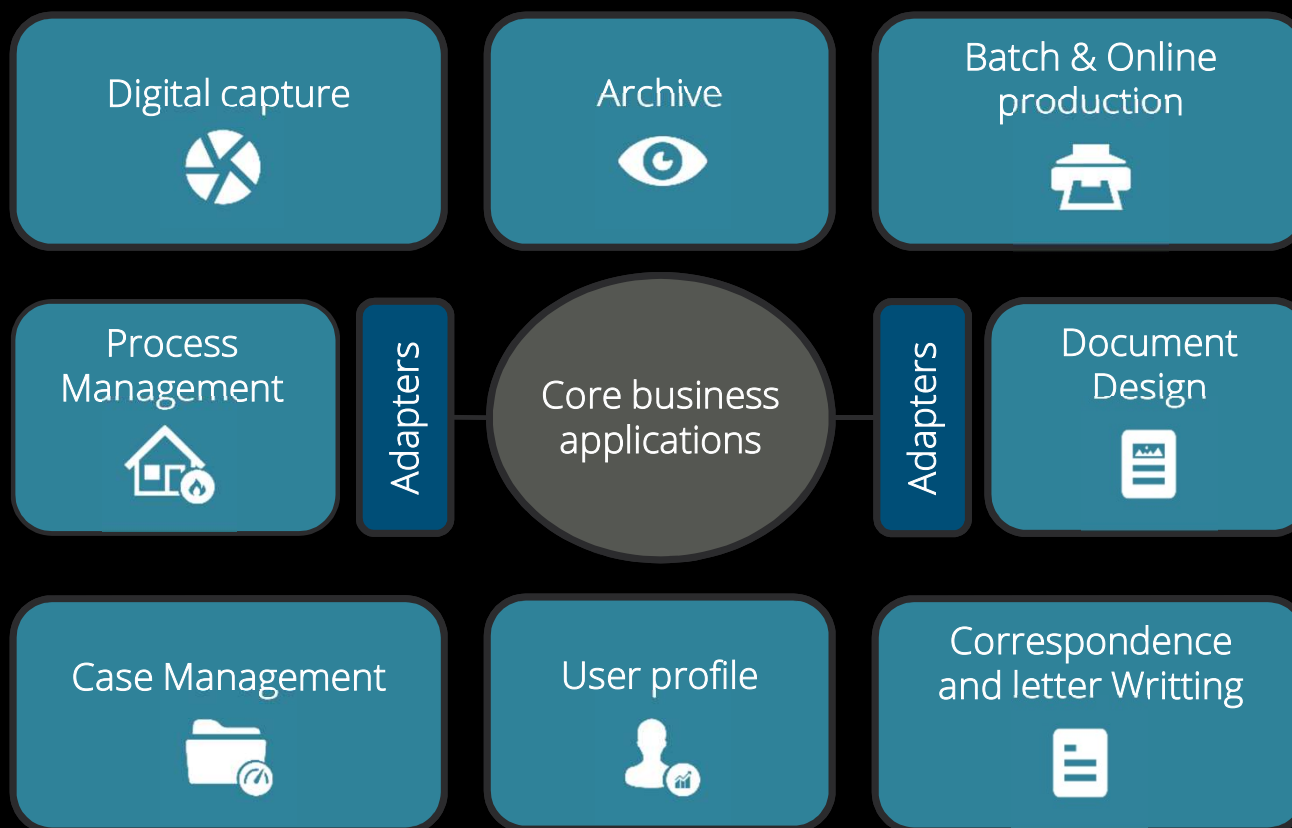 Digital capture
Archive
Batch & Online
production
Process
Management
Adapters
Core business
applications
Adapters
Document
Design
Case Management
User profile
Correspondence
and letter Writting